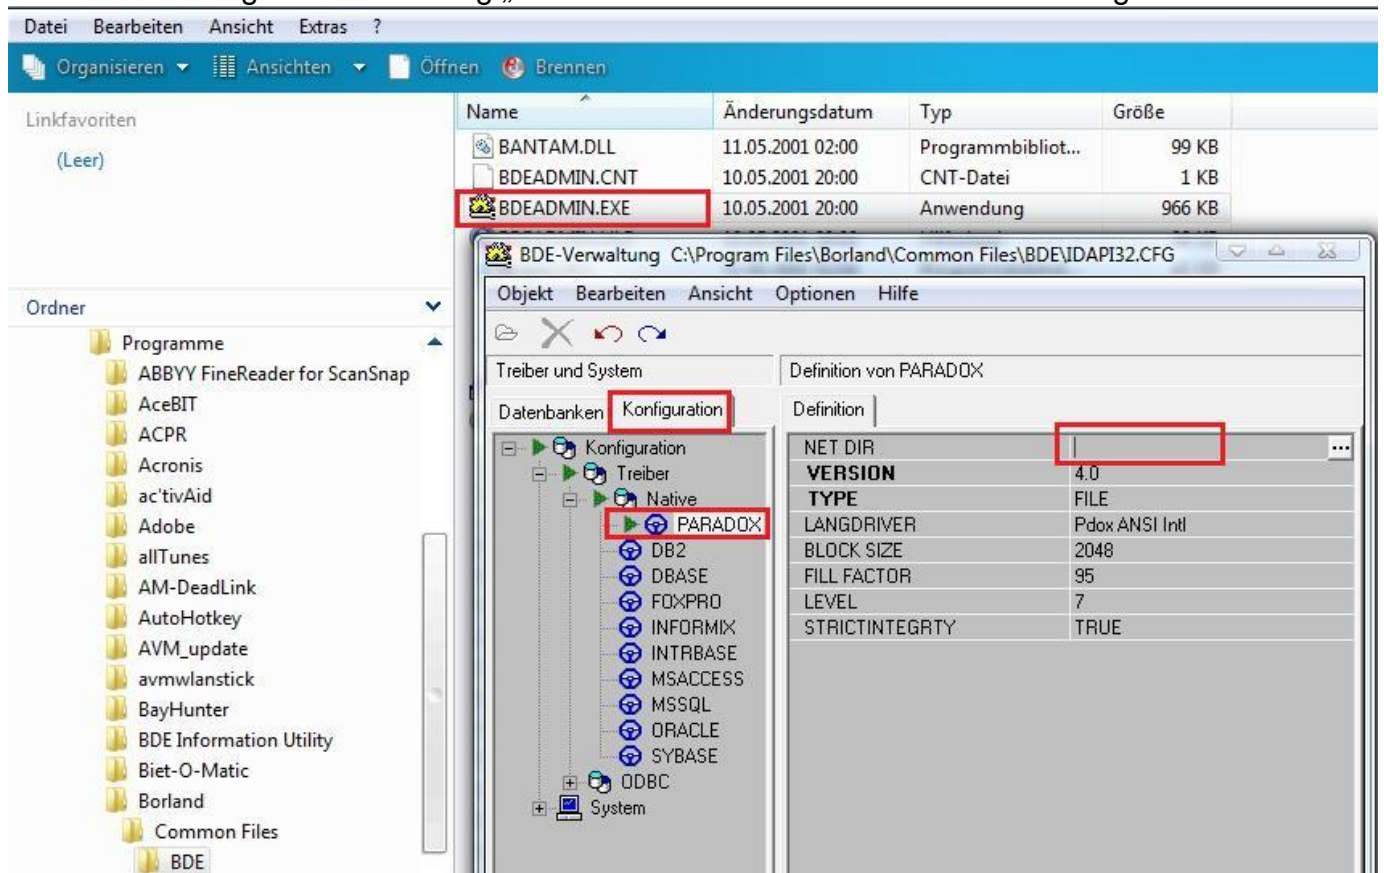 Datei Bearbeiten Ansicht Extras ?
Organisieren Ansichten Öffnen Brennen
Linkfavoriten
(Leer)
Name Änderungsdatum Typ Größe
BANTAM.DLL 11.05.2001 02:00 Programmbibliot... 99 KB
BDEADMIN.CNT 10.05.2001 20:00 CNT-Datei 1 KB
BDEADMIN.EXE 10.05.2001 20:00 Anwendung 966 KB
Ordner
Programme
ABBYY FineReader for ScanSnap
AceBIT
ACPR
Acronis
ac'tivAid
Adobe
allTunes
AM-DeadLink
AutoHotkey
AVM_update
avmwlanstick
BayHunter
BDE Information Utility
Biet-O-Matic
Borland
Common Files
BDE
BDE-Verwaltung C:\Program Files\Borland\Common Files\BDE\IDAPI32.CFG
Objekt Bearbeiten Ansicht Optionen Hilfe
Treiber und System
Definition von PARADOX
Datenbanken Konfiguration
Definition
Konfiguration
Treiber
Native
PARADOX
DB2
DBASE
FOXPRO
INFORMIX
INTRBASE
MSACCESS
MSSQL
ORACLE
SYBASE
ODBC
System
NET DIR ...
VERSION 4.0
TYPE FILE
LANGDRIVER Pdox ANSI Intl
BLOCK SIZE 2048
FILL FACTOR 95
LEVEL 7
STRICTINTEGRTY TRUE